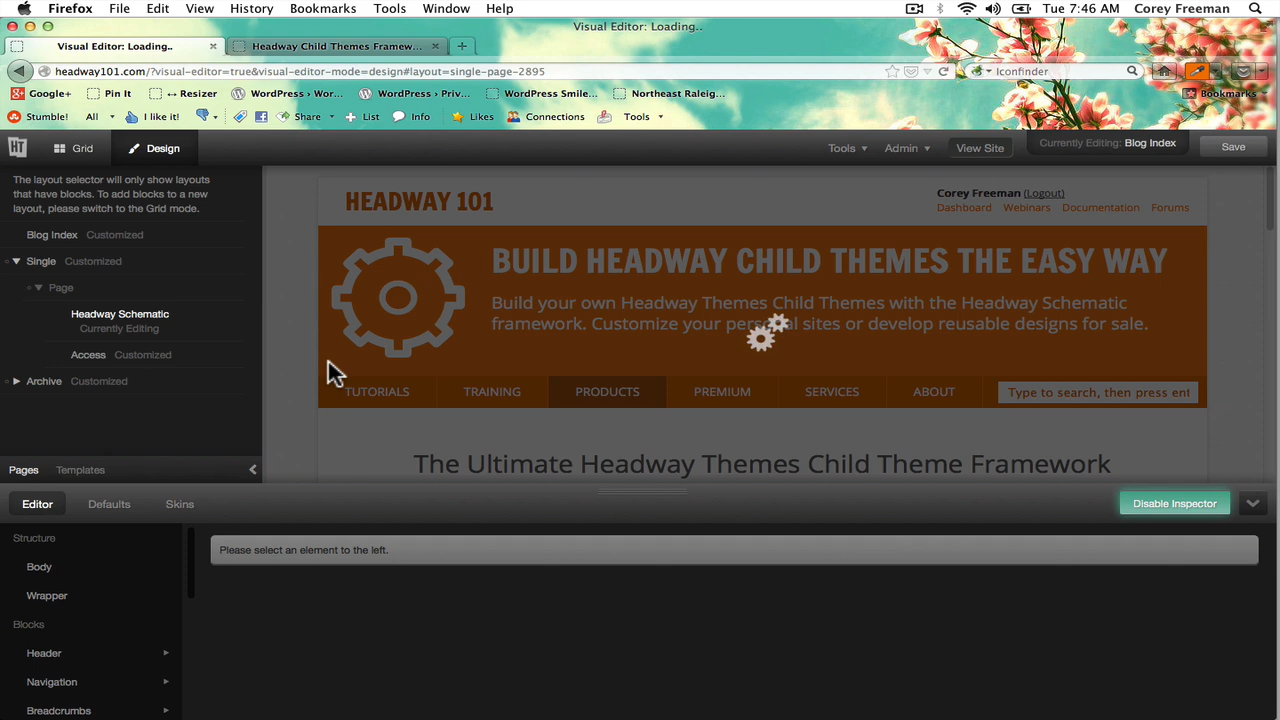 Firefox File Edit View History Bookmarks Tools Window Help Tue 7:46 AM Corey Freeman
Visual Editor: Loading..
Visual Editor: Loading.. Headway Child Themes Framew...
headway101.com/?visual-editor=true&visual-editor-mode=design#layout=single-page-2895 Iconfinder
Google+ Pin It ↔ Resizer WordPress › Wor... WordPress › Priv... WordPress Smile... Northeast Raleig... Bookmarks
Stumble! All I like it! Share List Info Likes Connections Tools
HT Grid Design Tools Admin View Site Currently Editing: Blog Index Save
The layout selector will only show layouts
that have blocks. To add blocks to a new
layout, please switch to the Grid mode.
Blog Index Customized
Single Customized
Page
Headway Schematic
Currently Editing
Access Customized
Archive Customized
Pages Templates
HEADWAY 101
Corey Freeman (Logout)
Dashboard Webinars Documentation Forums
BUILD HEADWAY CHILD THEMES THE EASY WAY
Build your own Headway Themes Child Themes with the Headway Schematic
framework. Customize your personal sites or develop reusable designs for sale.
TUTORIALS TRAINING PRODUCTS PREMIUM SERVICES ABOUT Type to search, then press ent
The Ultimate Headway Themes Child Theme Framework
Editor Defaults Skins Disable Inspector
Structure
Body
Wrapper
Blocks
Header
Navigation
Breadcrumbs
Please select an element to the left.